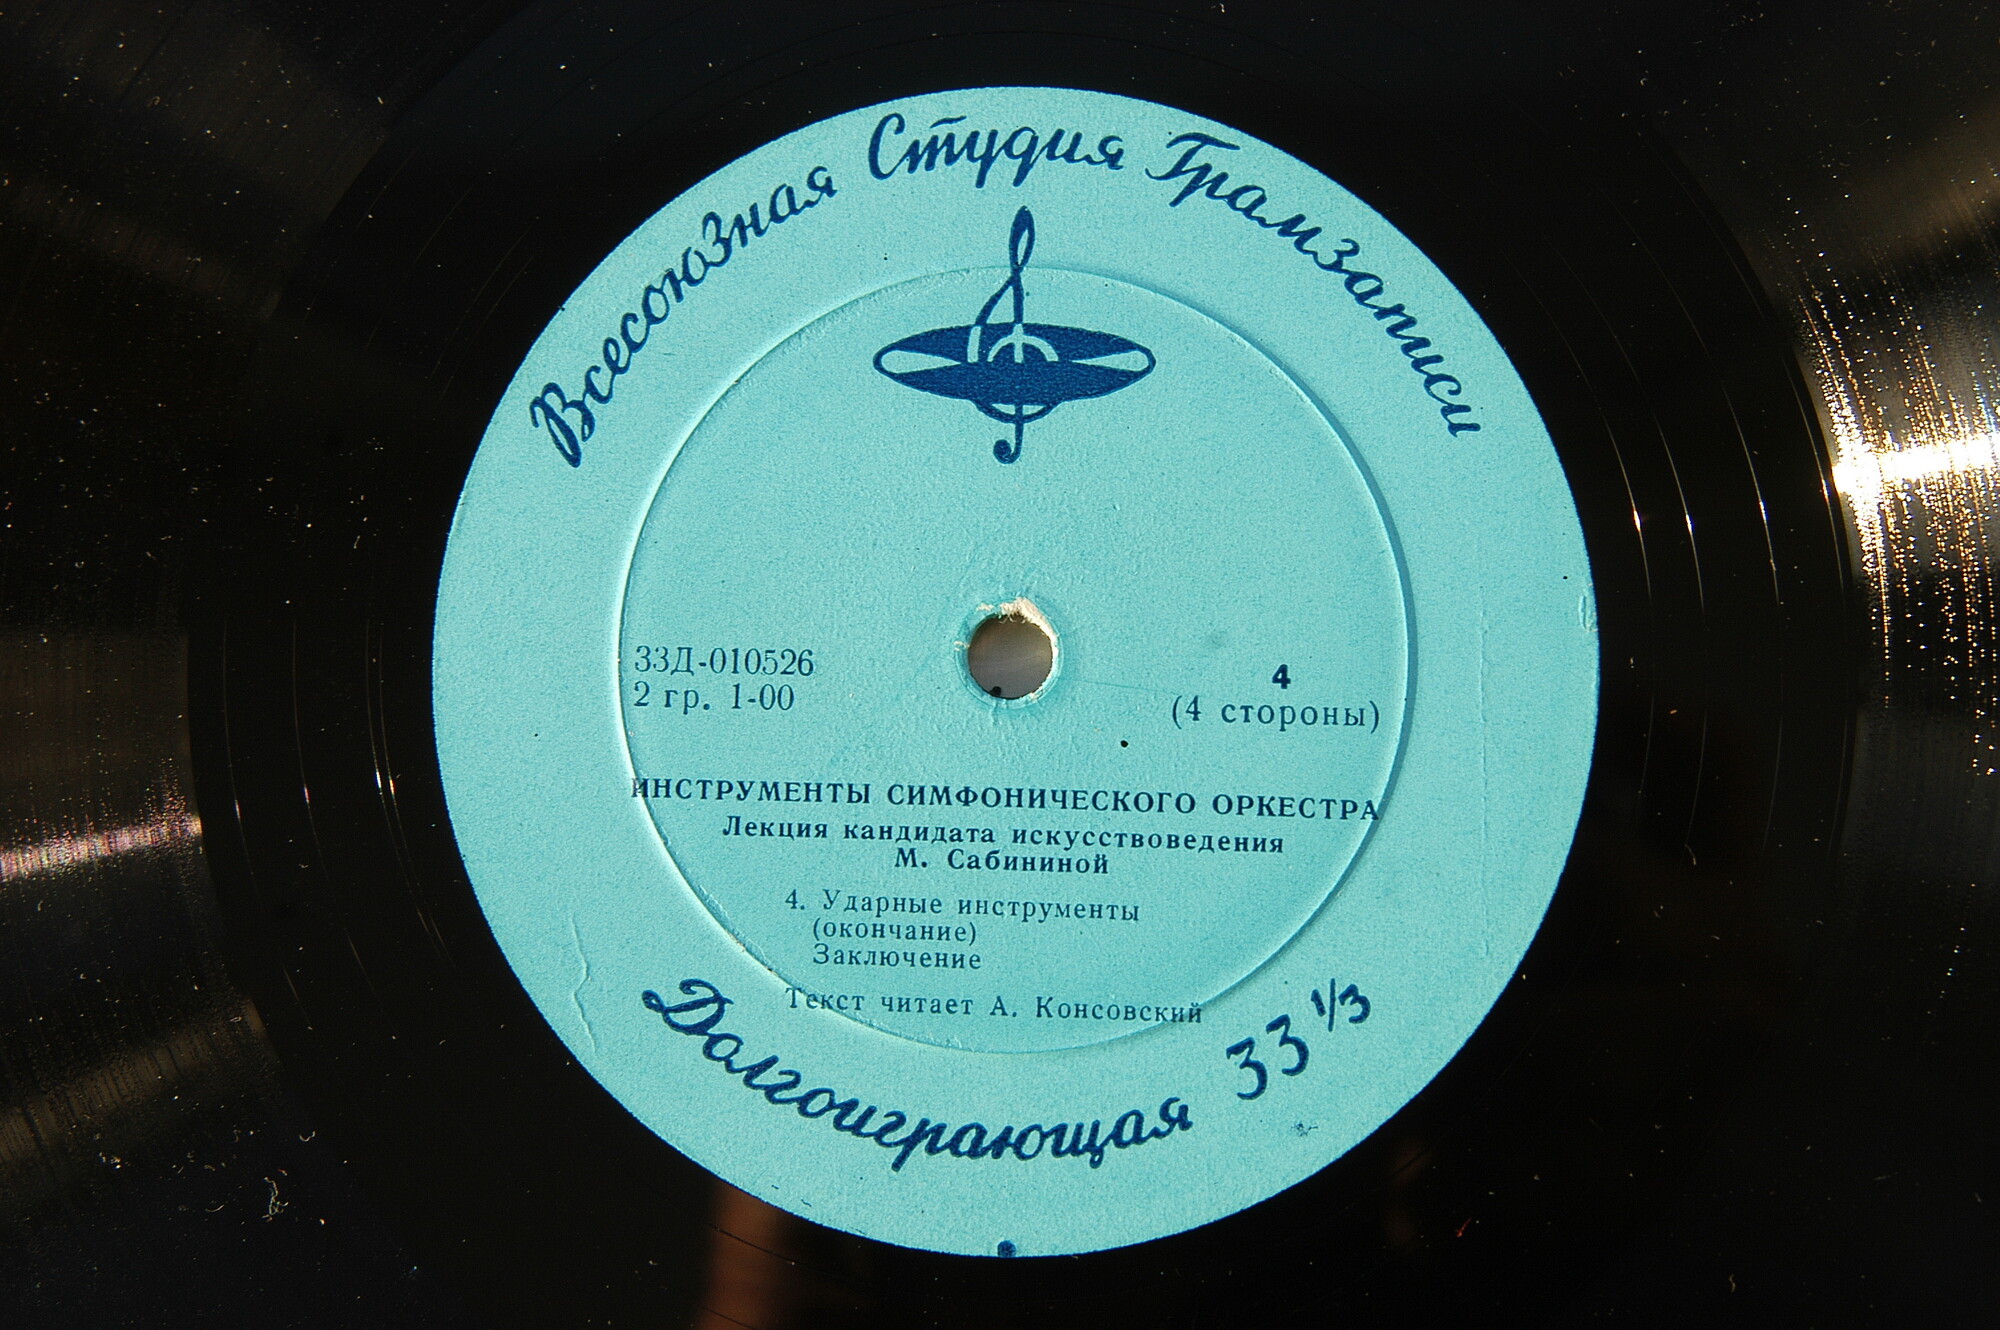 Всесоюзная Студия Грамзаписи
33Д-010526
2 гр. 1-00
4
(4 стороны)
ИНСТРУМЕНТЫ СИМФОНИЧЕСКОГО ОРКЕСТРА
Лекция кандидата искусствоведения
М. Сабининой
4. Ударные инструменты
(окончание)
Заключение
Текст читает А. Консовский
Долгоиграющая 33 1/3